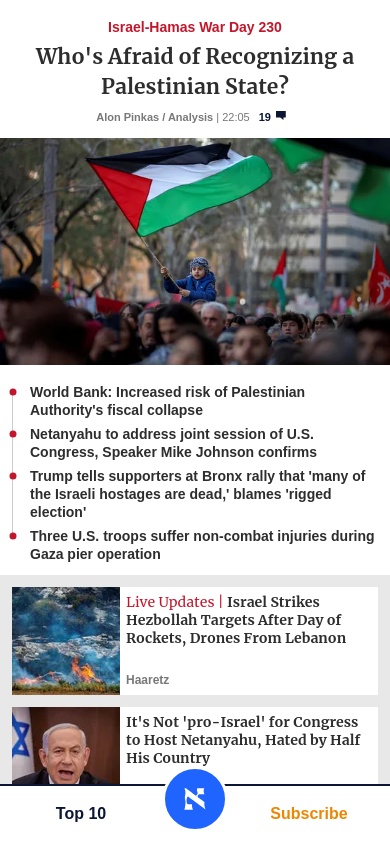 Israel-Hamas War Day 230
Who's Afraid of Recognizing a
Palestinian State?
Alon Pinkas / Analysis | 22:05 19
World Bank: Increased risk of Palestinian
Authority's fiscal collapse
Netanyahu to address joint session of U.S.
Congress, Speaker Mike Johnson confirms
Trump tells supporters at Bronx rally that 'many of
the Israeli hostages are dead,' blames 'rigged
election'
Three U.S. troops suffer non-combat injuries during
Gaza pier operation
Live Updates | Israel Strikes
Hezbollah Targets After Day of
Rockets, Drones From Lebanon
Haaretz
It's Not 'pro-Israel' for Congress
to Host Netanyahu, Hated by Half
His Country
Top 10
א
Subscribe